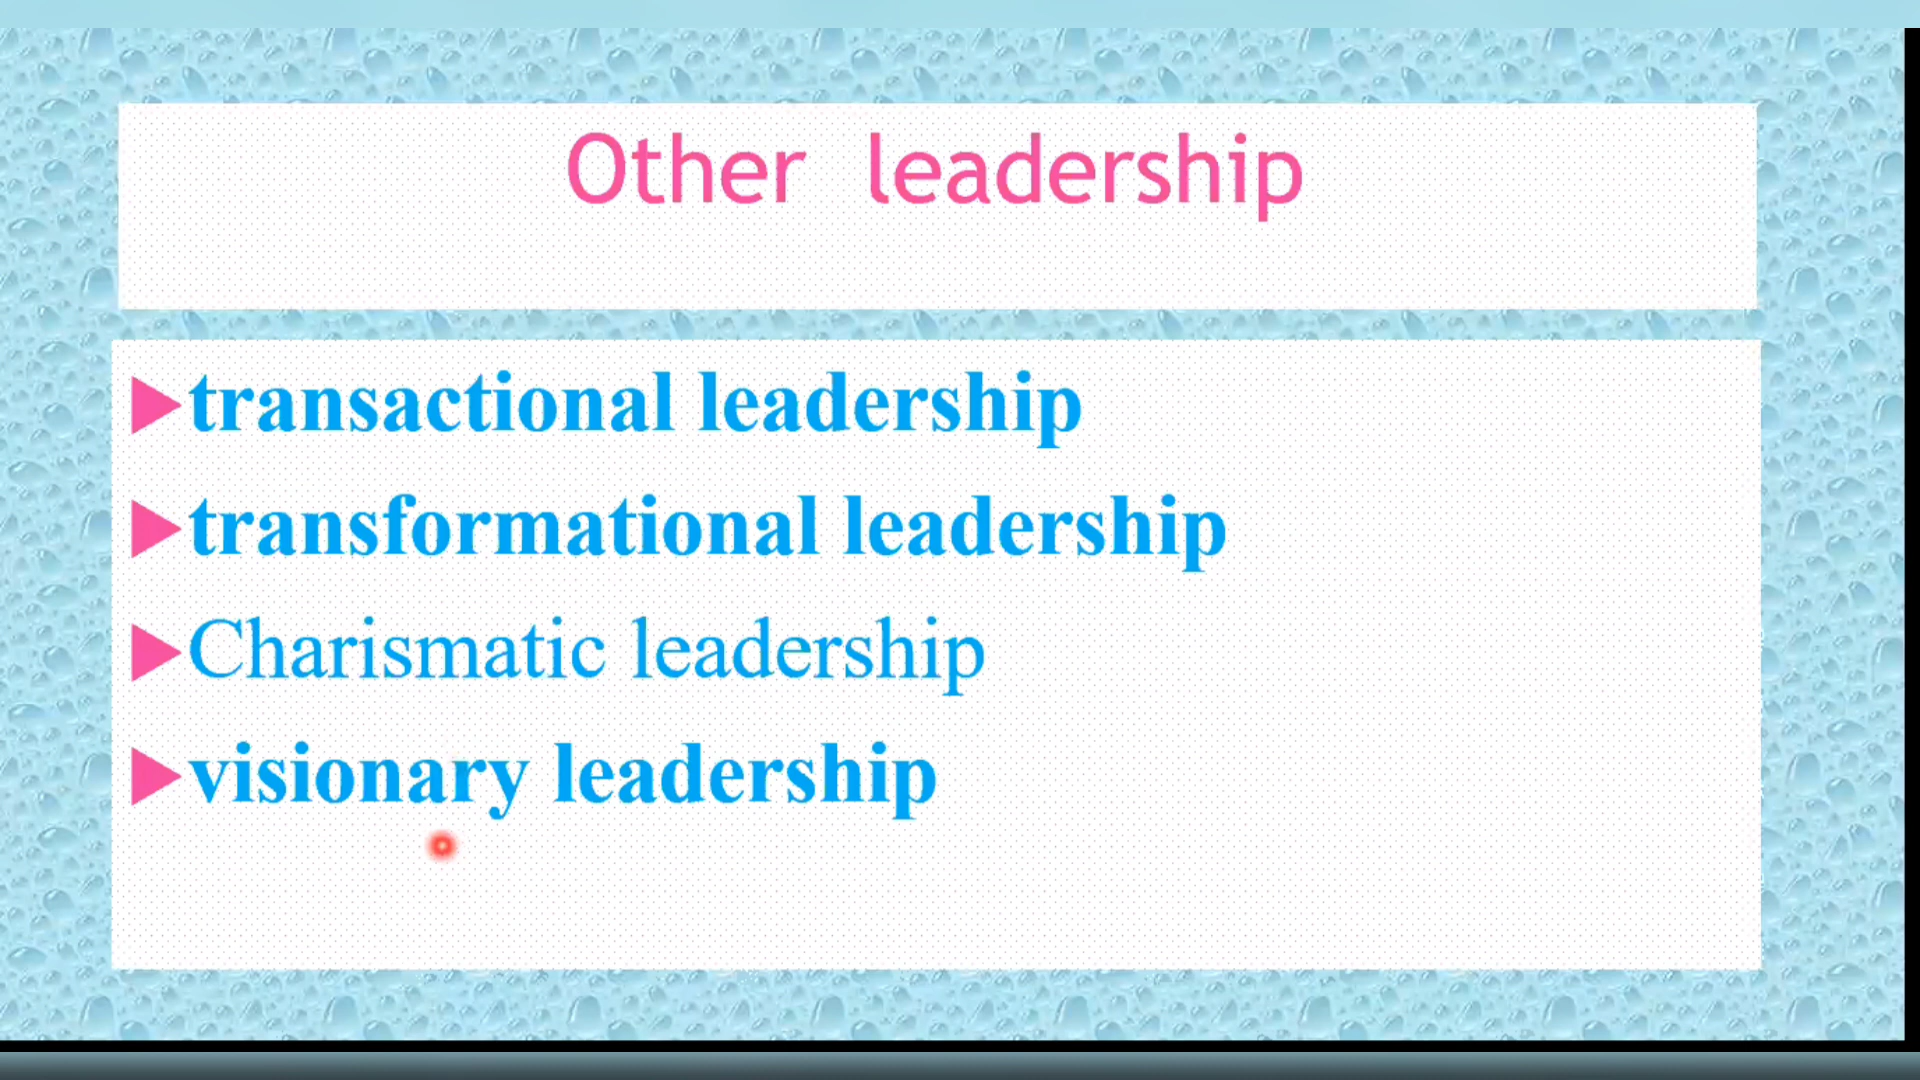 Other leadership
transactional leadership
transformational leadership
Charismatic leadership
visionary leadership